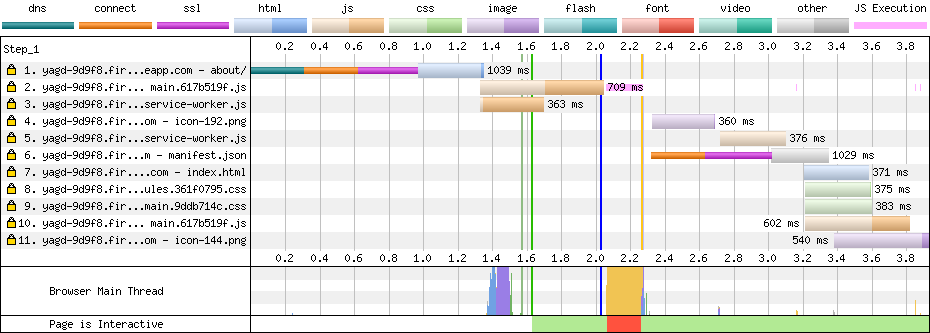 dns connect ssl html js css image flash font video other JS Execution
Step_1 0.2 0.4 0.6 0.8 1.0 1.2 1.4 1.6 1.8 2.0 2.2 2.4 2.6 2.8 3.0 3.2 3.4 3.6 3.8
1. yagd-9d9f8.fir...eapp.com - about/ 1039 ms
2. yagd-9d9f8.fir... main.617b519f.js 709 ms
3. yagd-9d9f8.fir...service-worker.js 363 ms
4. yagd-9d9f8.fir...om - icon-192.png 360 ms
5. yagd-9d9f8.fir...service-worker.js 376 ms
6. yagd-9d9f8.fir...m - manifest.json 1029 ms
7. yagd-9d9f8.fir....com - index.html 371 ms
8. yagd-9d9f8.fir...ules.361f0795.css 375 ms
9. yagd-9d9f8.fir...main.9ddb714c.css 383 ms
10. yagd-9d9f8.fir... main.617b519f.js 602 ms
11. yagd-9d9f8.fir...om - icon-144.png 540 ms
0.2 0.4 0.6 0.8 1.0 1.2 1.4 1.6 1.8 2.0 2.2 2.4 2.6 2.8 3.0 3.2 3.4 3.6 3.8
Browser Main Thread
Page is Interactive